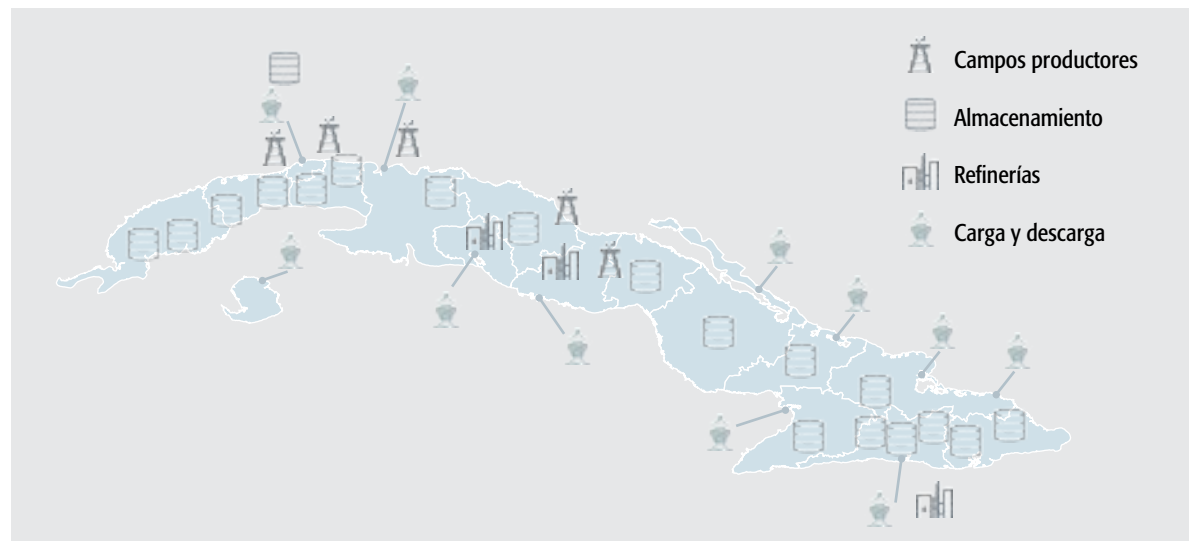 Campos productores
Almacenamiento
Refinerías
Carga y descarga